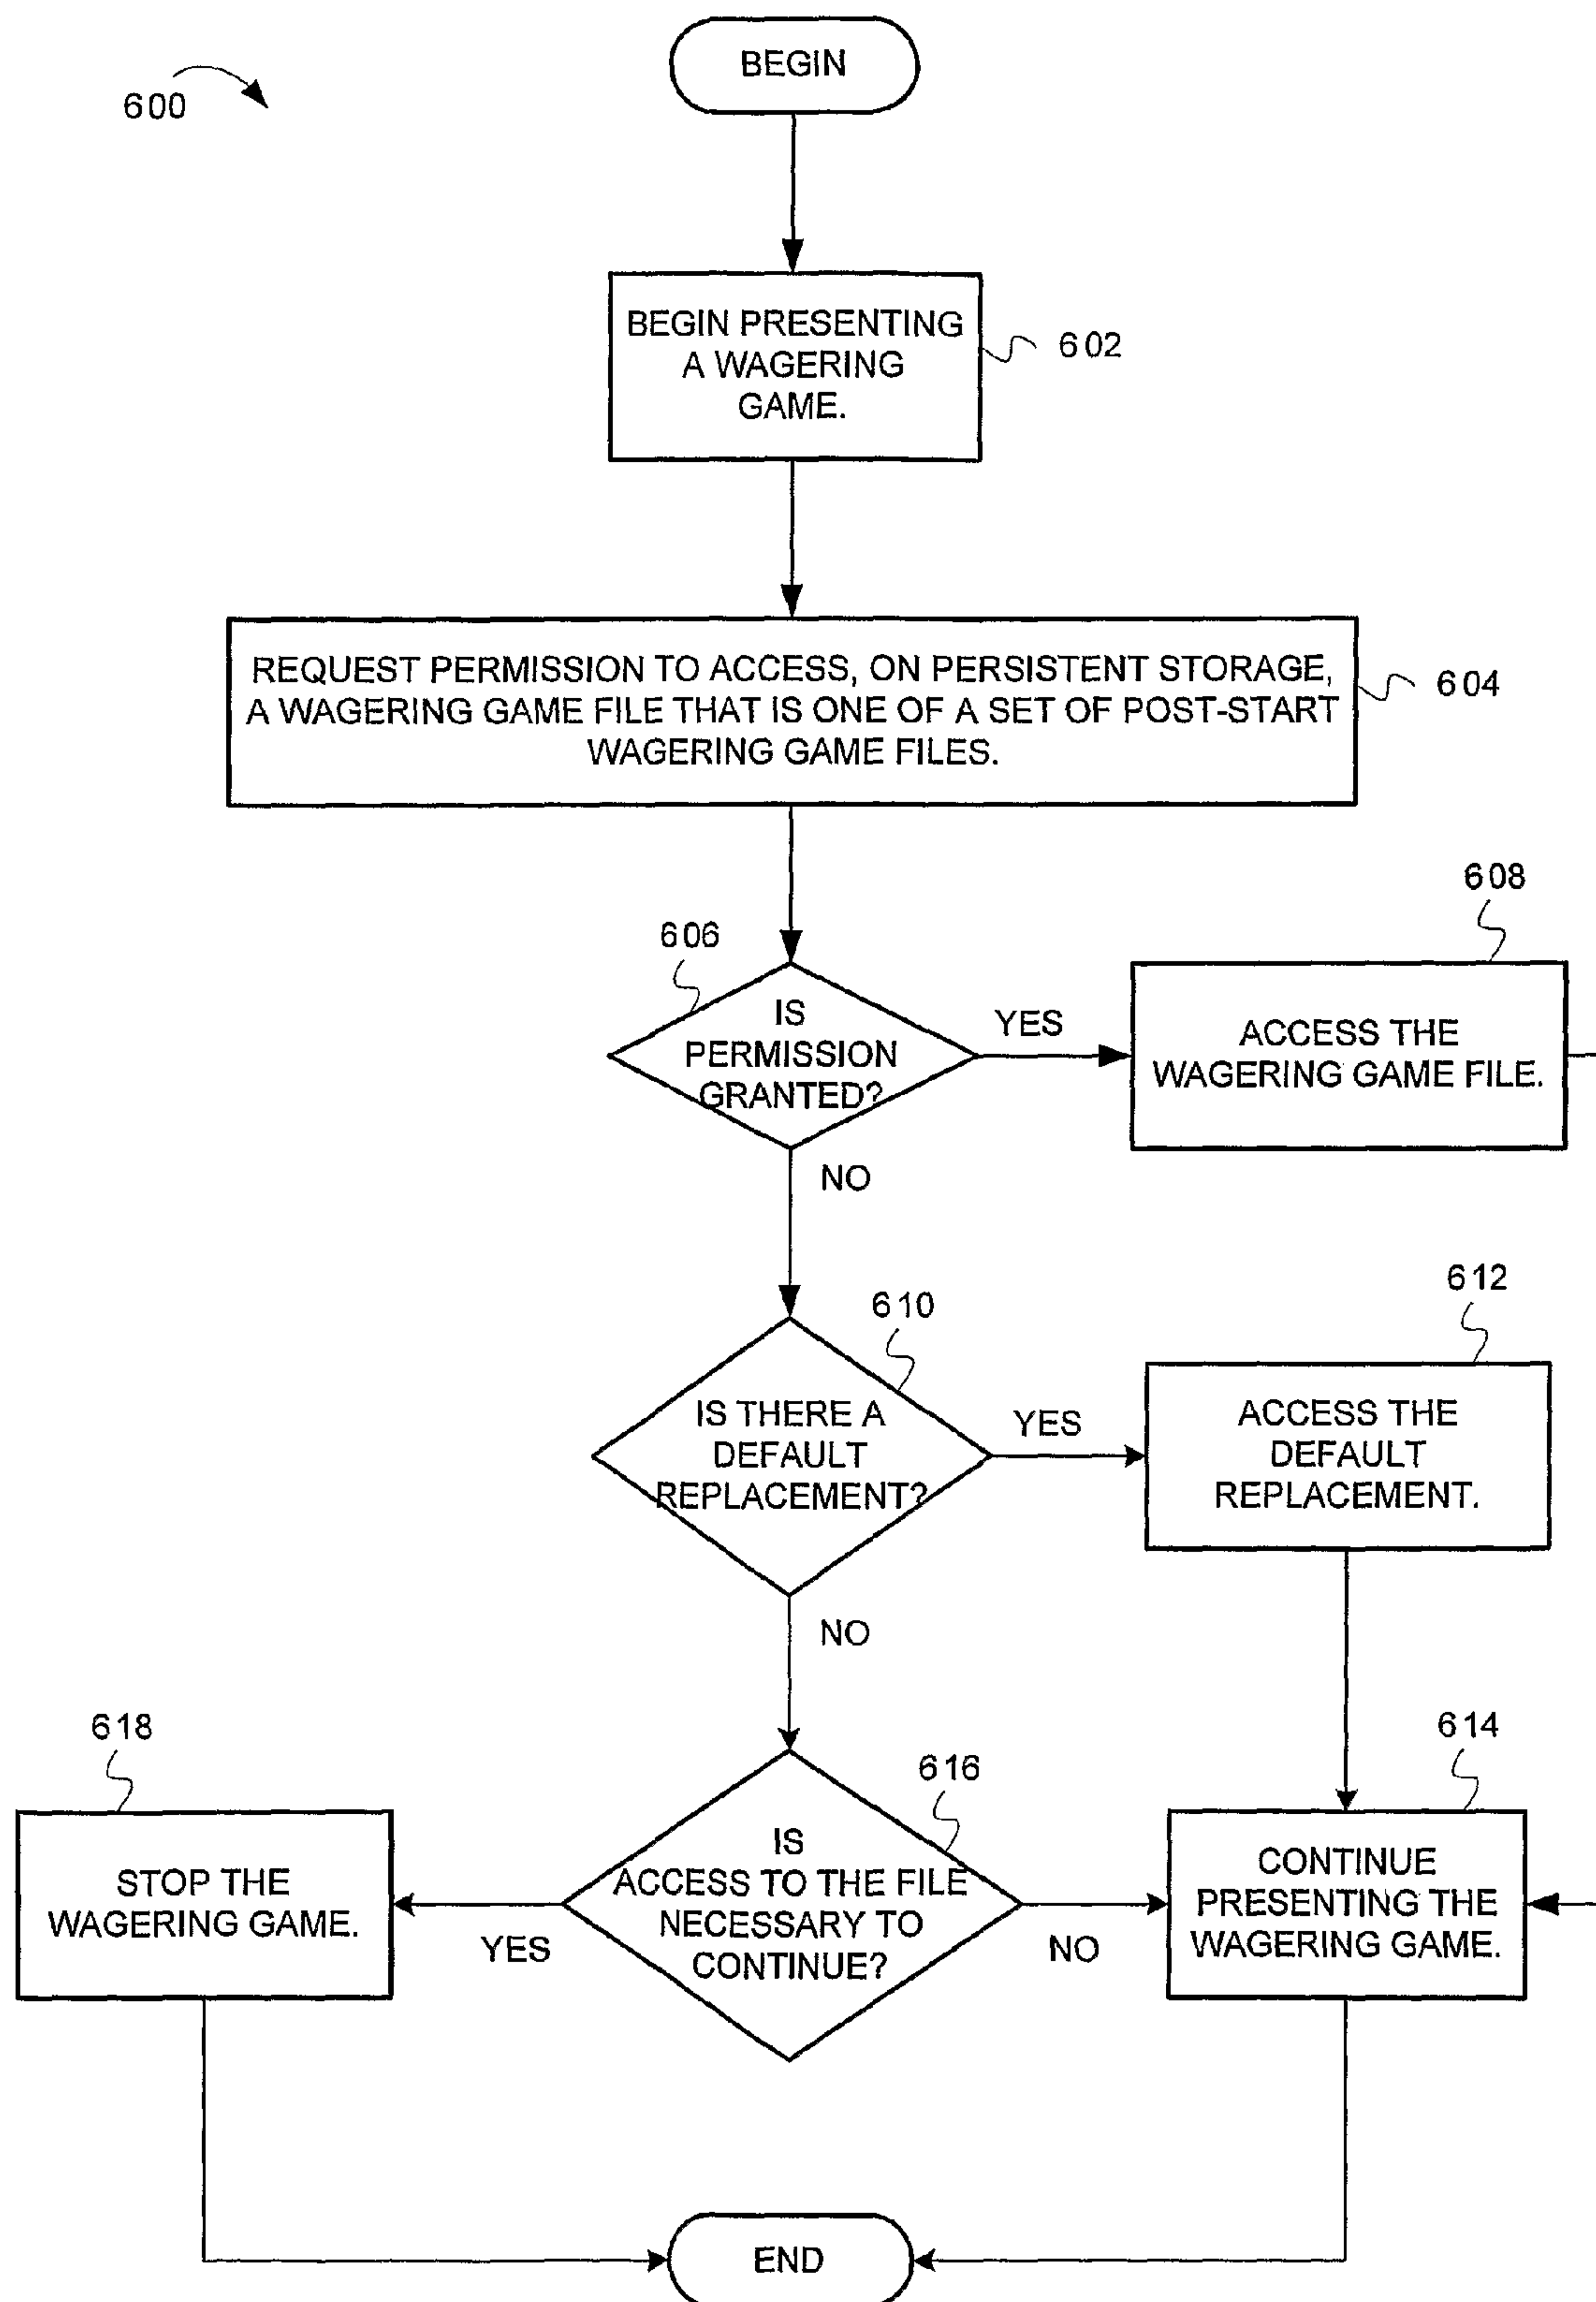 BEGIN
600
BEGIN PRESENTING
A WAGERING
GAME.
602
REQUEST PERMISSION TO ACCESS, ON PERSISTENT STORAGE,
A WAGERING GAME FILE THAT IS ONE OF A SET OF POST-START
WAGERING GAME FILES.
604
606
IS
PERMISSION
GRANTED?
YES
NO
608
ACCESS THE
WAGERING GAME FILE.
610
IS THERE A
DEFAULT
REPLACEMENT?
YES
NO
612
ACCESS THE
DEFAULT
REPLACEMENT.
616
IS
ACCESS TO THE FILE
NECESSARY TO
CONTINUE?
YES
NO
618
STOP THE
WAGERING GAME.
614
CONTINUE
PRESENTING THE
WAGERING GAME.
END